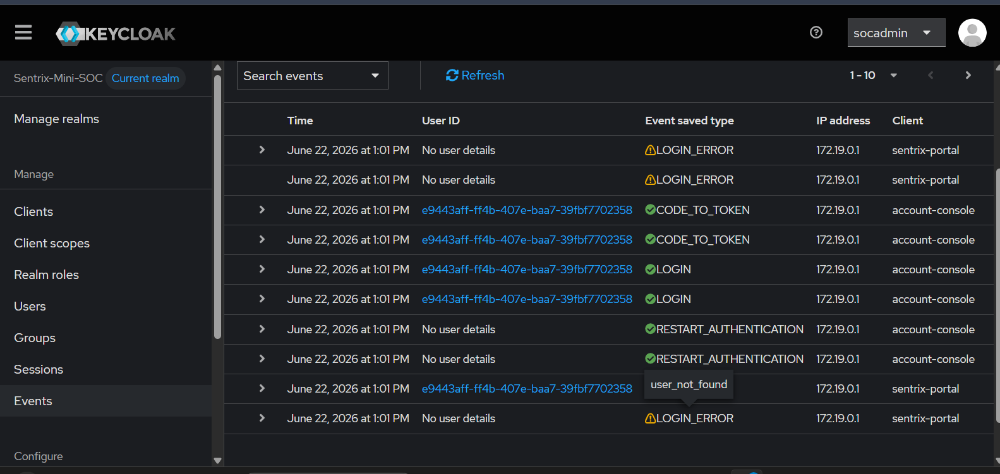 KEYCLOAK
socadmin
Sentrix-Mini-SOC Current realm
Manage realms
Manage
Clients
Client scopes
Realm roles
Users
Groups
Sessions
Events
Configure
Search events Refresh 1 - 10
Time User ID Event saved type IP address Client
June 22, 2026 at 1:01 PM No user details LOGIN_ERROR 172.19.0.1 sentrix-portal
June 22, 2026 at 1:01 PM No user details LOGIN_ERROR 172.19.0.1 sentrix-portal
June 22, 2026 at 1:01 PM e9443aff-ff4b-407e-baa7-39fbf7702358 CODE_TO_TOKEN 172.19.0.1 account-console
June 22, 2026 at 1:01 PM e9443aff-ff4b-407e-baa7-39fbf7702358 CODE_TO_TOKEN 172.19.0.1 account-console
June 22, 2026 at 1:01 PM e9443aff-ff4b-407e-baa7-39fbf7702358 LOGIN 172.19.0.1 account-console
June 22, 2026 at 1:01 PM e9443aff-ff4b-407e-baa7-39fbf7702358 LOGIN 172.19.0.1 account-console
June 22, 2026 at 1:01 PM No user details RESTART_AUTHENTICATION 172.19.0.1 account-console
June 22, 2026 at 1:01 PM No user details RESTART_AUTHENTICATION 172.19.0.1 account-console
June 22, 2026 at 1:01 PM e9443aff-ff4b-407e-baa7-39fbf7702358 user_not_found 172.19.0.1 sentrix-portal
June 22, 2026 at 1:01 PM No user details LOGIN_ERROR 172.19.0.1 sentrix-portal